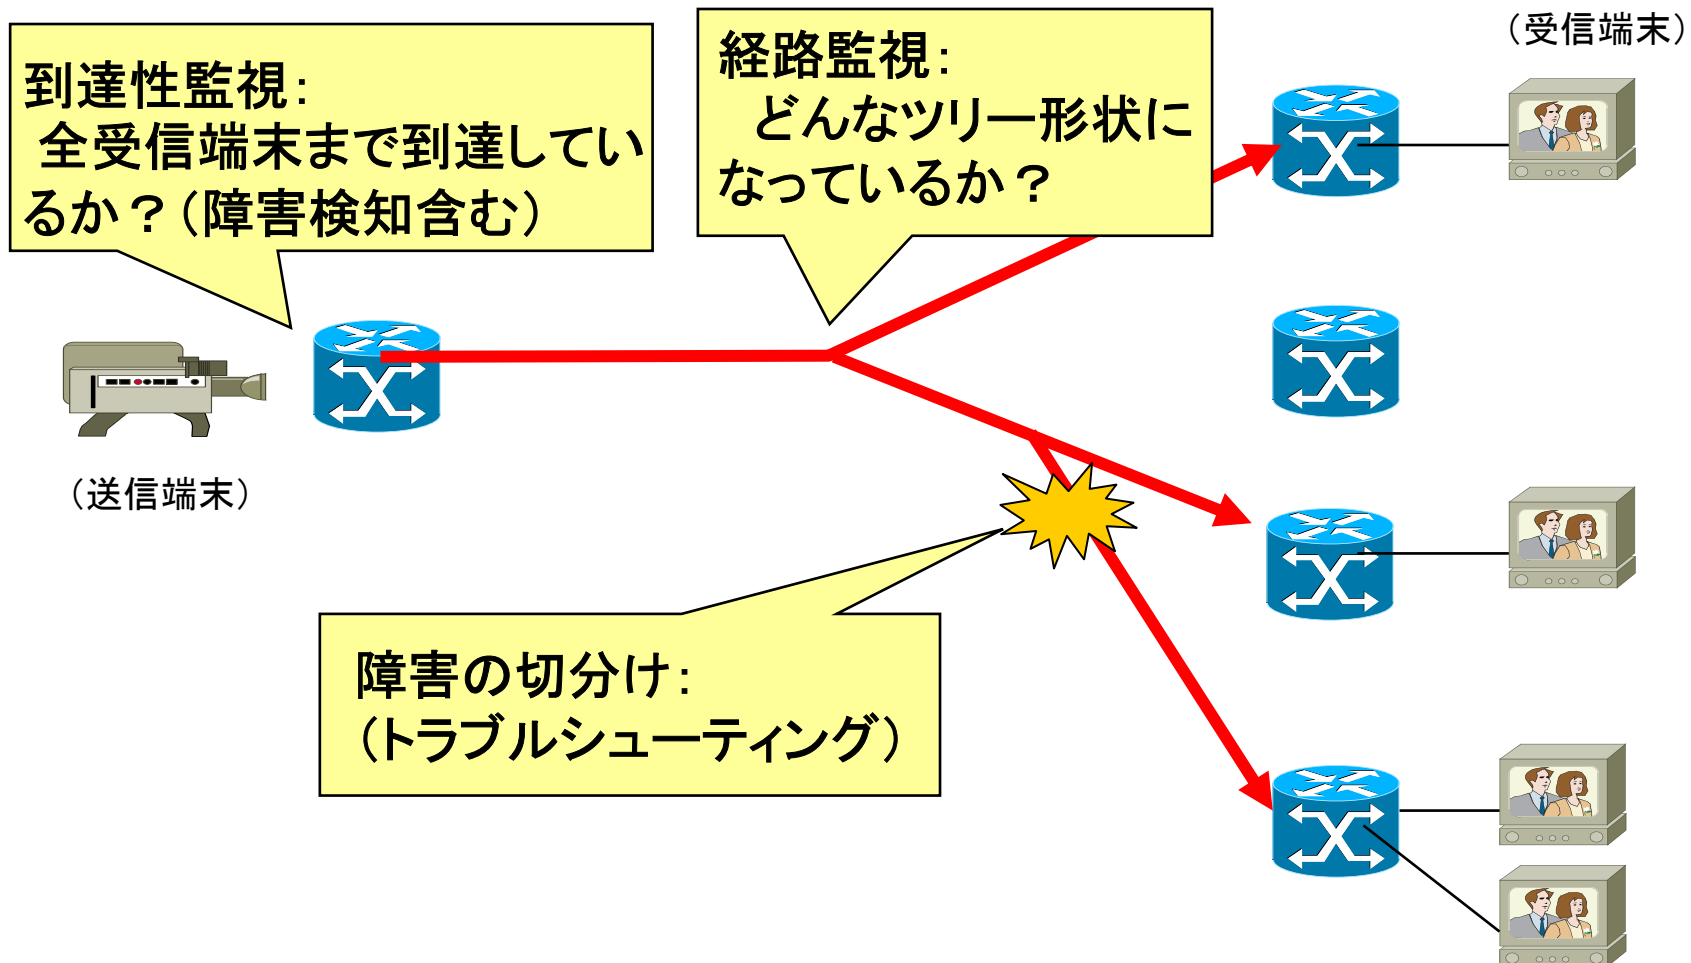 到達性監視：
全受信端末まで到達してい
るか？（障害検知含む）
経路監視：
どんなツリー形状に
なっているか？
（受信端末）
（送信端末）
障害の切分け：
（トラブルシューティング）